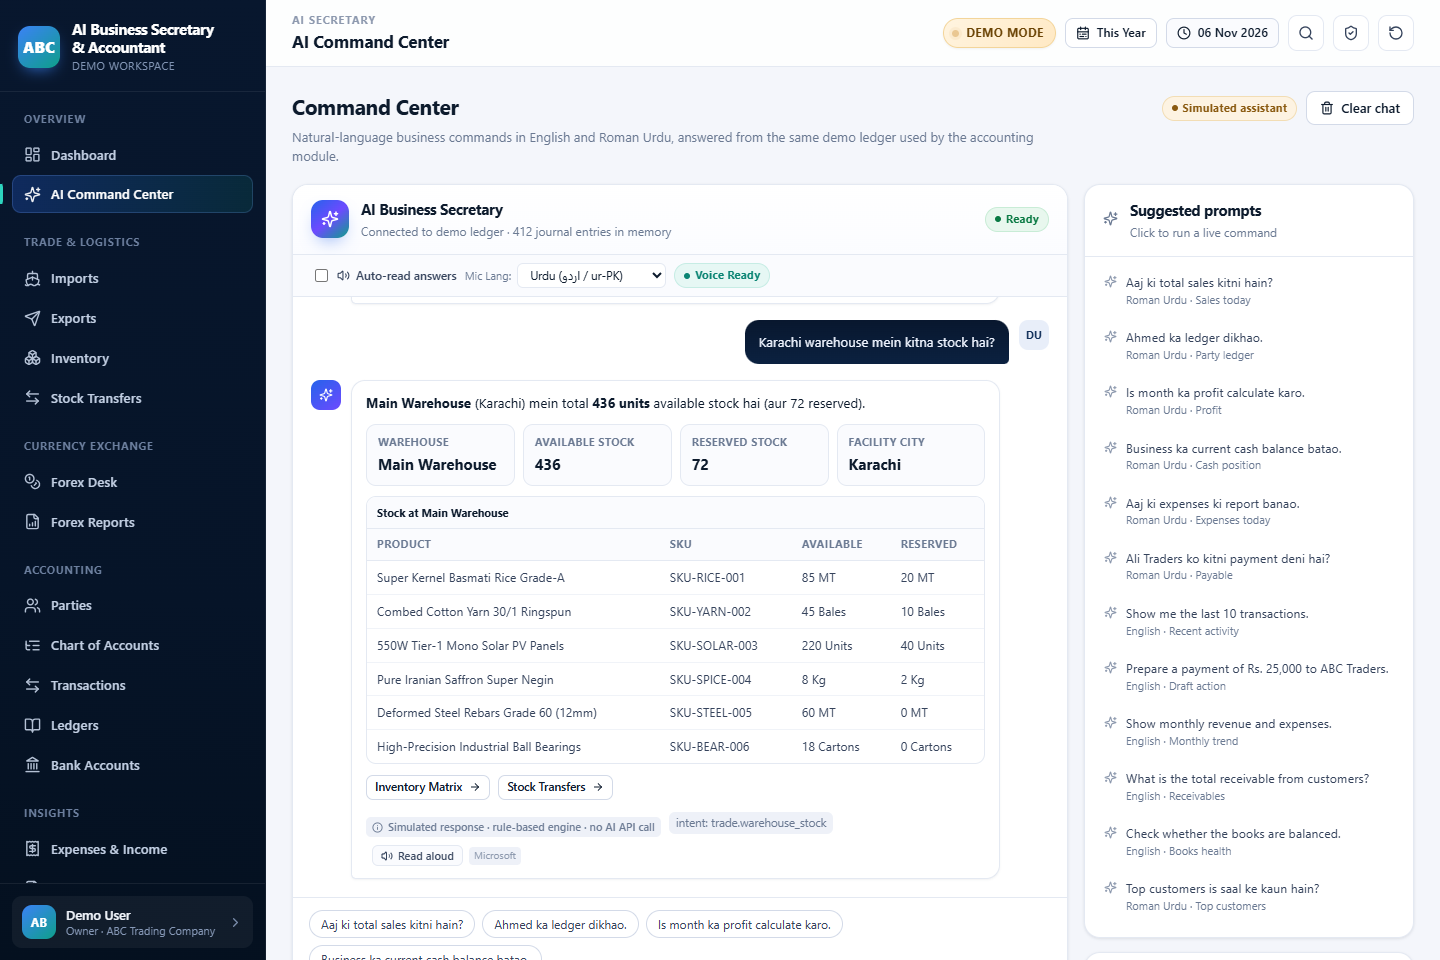 ABC
AI Business Secretary
& Accountant
DEMO WORKSPACE
OVERVIEW
Dashboard
AI Command Center
TRADE & LOGISTICS
Imports
Exports
Inventory
Stock Transfers
CURRENCY EXCHANGE
Forex Desk
Forex Reports
ACCOUNTING
Parties
Chart of Accounts
Transactions
Ledgers
Bank Accounts
INSIGHTS
Expenses & Income
AB
Demo User
Owner · ABC Trading Company
AI SECRETARY
AI Command Center
DEMO MODE
This Year
06 Nov 2026
Command Center
Natural-language business commands in English and Roman Urdu, answered from the same demo ledger used by the accounting
module.
Simulated assistant
Clear chat
AI Business Secretary
Connected to demo ledger · 412 journal entries in memory
Ready
Auto-read answers
Mic Lang:
Urdu (اردو / ur-PK)
Voice Ready
Karachi warehouse mein kitna stock hai?
DU
Main Warehouse (Karachi) mein total 436 units available stock hai (aur 72 reserved).
WAREHOUSE
Main Warehouse
AVAILABLE STOCK
436
RESERVED STOCK
72
FACILITY CITY
Karachi
Stock at Main Warehouse
PRODUCT SKU AVAILABLE RESERVED
Super Kernel Basmati Rice Grade-A SKU-RICE-001 85 MT 20 MT
Combed Cotton Yarn 30/1 Ringspun SKU-YARN-002 45 Bales 10 Bales
550W Tier-1 Mono Solar PV Panels SKU-SOLAR-003 220 Units 40 Units
Pure Iranian Saffron Super Negin SKU-SPICE-004 8 Kg 2 Kg
Deformed Steel Rebars Grade 60 (12mm) SKU-STEEL-005 60 MT 0 MT
High-Precision Industrial Ball Bearings SKU-BEAR-006 18 Cartons 0 Cartons
Inventory Matrix →
Stock Transfers →
Simulated response · rule-based engine · no AI API call
intent: trade.warehouse_stock
Read aloud
Microsoft
Aaj ki total sales kitni hain?
Ahmed ka ledger dikhao.
Is month ka profit calculate karo.
Business ka current cash balance batao.
Suggested prompts
Click to run a live command
Aaj ki total sales kitni hain?
Roman Urdu · Sales today
Ahmed ka ledger dikhao.
Roman Urdu · Party ledger
Is month ka profit calculate karo.
Roman Urdu · Profit
Business ka current cash balance batao.
Roman Urdu · Cash position
Aaj ki expenses ki report banao.
Roman Urdu · Expenses today
Ali Traders ko kitni payment deni hai?
Roman Urdu · Payable
Show me the last 10 transactions.
English · Recent activity
Prepare a payment of Rs. 25,000 to ABC Traders.
English · Draft action
Show monthly revenue and expenses.
English · Monthly trend
What is the total receivable from customers?
English · Receivables
Check whether the books are balanced.
English · Books health
Top customers is saal ke kaun hain?
Roman Urdu · Top customers